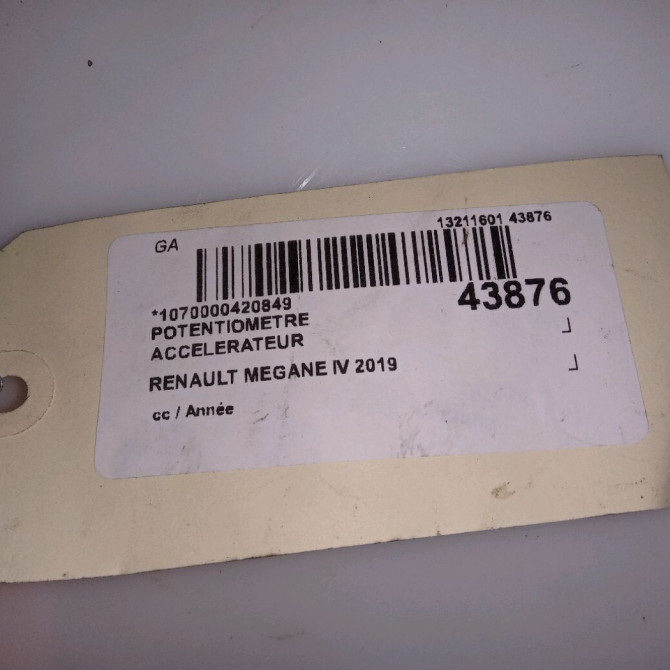 GA
13211601 43876
*1070000420849
43876
POTENTIOMETRE
ACCELERATEUR
RENAULT MEGANE IV 2019
cc / Année